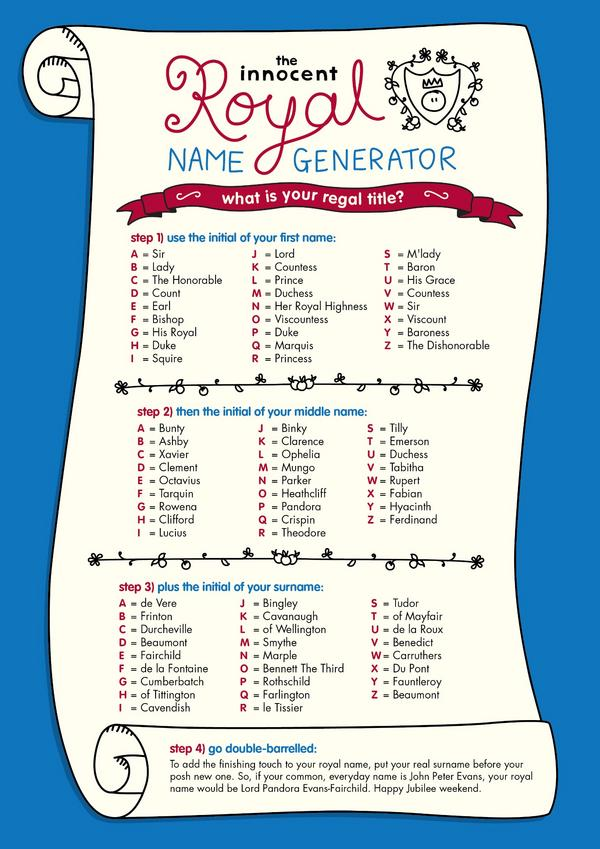 the
innocent
Royal
NAME GENERATOR
what is your regal title?
step 1) use the initial of your first name:
A = Sir
B = Lady
C = The Honorable
D = Count
E = Earl
F = Bishop
G = His Royal
H = Duke
I = Squire
J = Lord
K = Countess
L = Prince
M = Duchess
N = Her Royal Highness
O = Viscountess
P = Duke
Q = Marquis
R = Princess
S = M'lady
T = Baron
U = His Grace
V = Countess
W = Sir
X = Viscount
Y = Baroness
Z = The Dishonorable
step 2) then the initial of your middle name:
A = Bunty
B = Ashby
C = Xavier
D = Clement
E = Octavius
F = Tarquin
G = Rowena
H = Clifford
I = Lucius
J = Binky
K = Clarence
L = Ophelia
M = Mungo
N = Parker
O = Heathcliff
P = Pandora
Q = Crispin
R = Theodore
S = Tilly
T = Emerson
U = Duchess
V = Tabitha
W = Rupert
X = Fabian
Y = Hyacinth
Z = Ferdinand
step 3) plus the initial of your surname:
A = de Vere
B = Frinton
C = Durcheville
D = Beaumont
E = Fairchild
F = de la Fontaine
G = Cumberbatch
H = of Tittington
I = Cavendish
J = Bingley
K = Cavanaugh
L = of Wellington
M = Smythe
N = Marple
O = Bennett The Third
P = Rothschild
Q = Farlington
R = le Tissier
S = Tudor
T = of Mayfair
U = de la Roux
V = Benedict
W = Carruthers
X = Du Pont
Y = Fauntleroy
Z = Beaumont
step 4) go double-barrelled:
To add the finishing touch to your royal name, put your real surname before your
posh new one. So, if your common, everyday name is John Peter Evans, your royal
name would be Lord Pandora Evans-Fairchild. Happy Jubilee weekend.